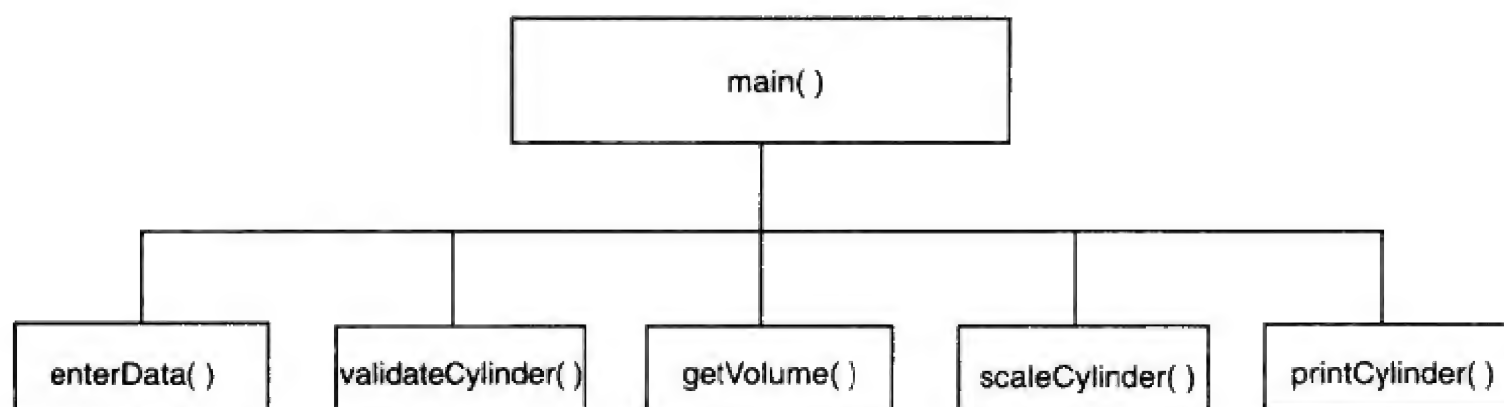 main( )
enterData( )
validateCylinder( )
getVolume( )
scaleCylinder( )
printCylinder( )